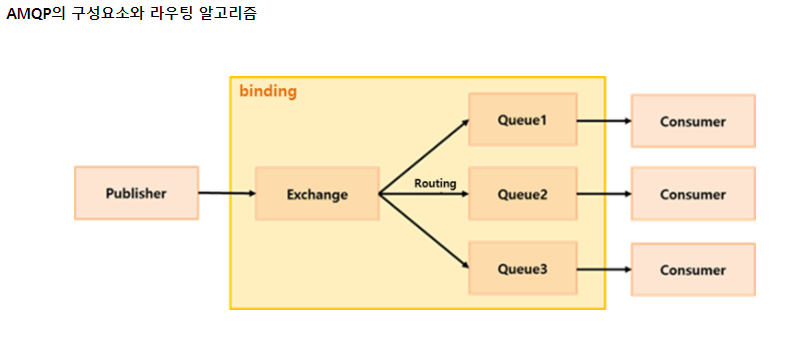 AMQP의 구성요소와 라우팅 알고리즘
binding
Publisher
Exchange
Routing
Queue1
Queue2
Queue3
Consumer
Consumer
Consumer